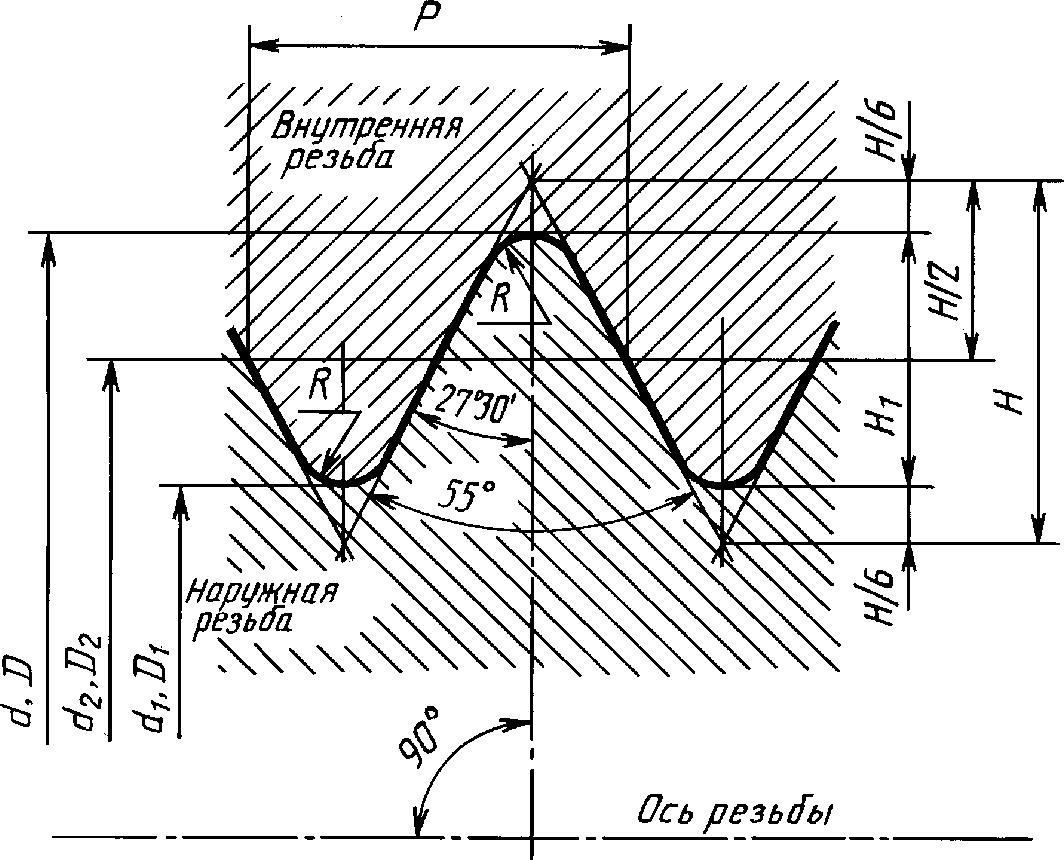 P
Внутренняя
резьба
H/6
H/2
R
R
27°30'
H₁
H
55°
H/6
Наружная
резьба
d, D
d₂, D₂
d₁, D₁
90°
Ось резьбы